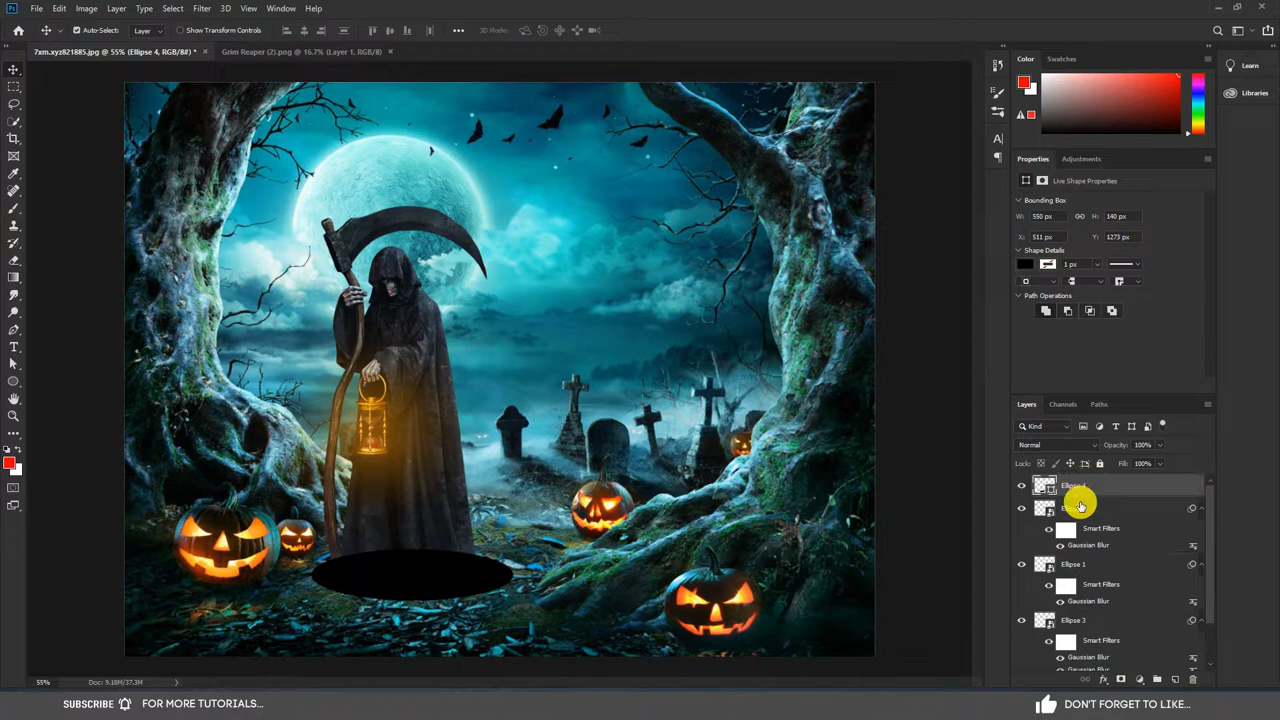 Ps File Edit Image Layer Type Select Filter 3D View Window Help
Auto-Select: Layer Show Transform Controls 3D Mode:
7xm.xyz821885.jpg @ 55% (Ellipse 4, RGB/8#) * × Grim Reaper (2).png @ 16.7% (Layer 1, RGB/8) ×
Color Swatches
Learn
Libraries
Properties Adjustments
Live Shape Properties
Bounding Box
W: 550 px H: 140 px
X: 511 px Y: 1273 px
Shape Details
1 px
Path Operations
Layers Channels Paths
Kind
Normal Opacity: 100%
Lock: Fill: 100%
Smart Filters
Gaussian Blur
Ellipse 1
Smart Filters
Gaussian Blur
Ellipse 3
Smart Filters
Gaussian Blur
55% Doc: 9.18M/37.3M
SUBSCRIBE FOR MORE TUTORIALS... DON'T FORGET TO LIKE...